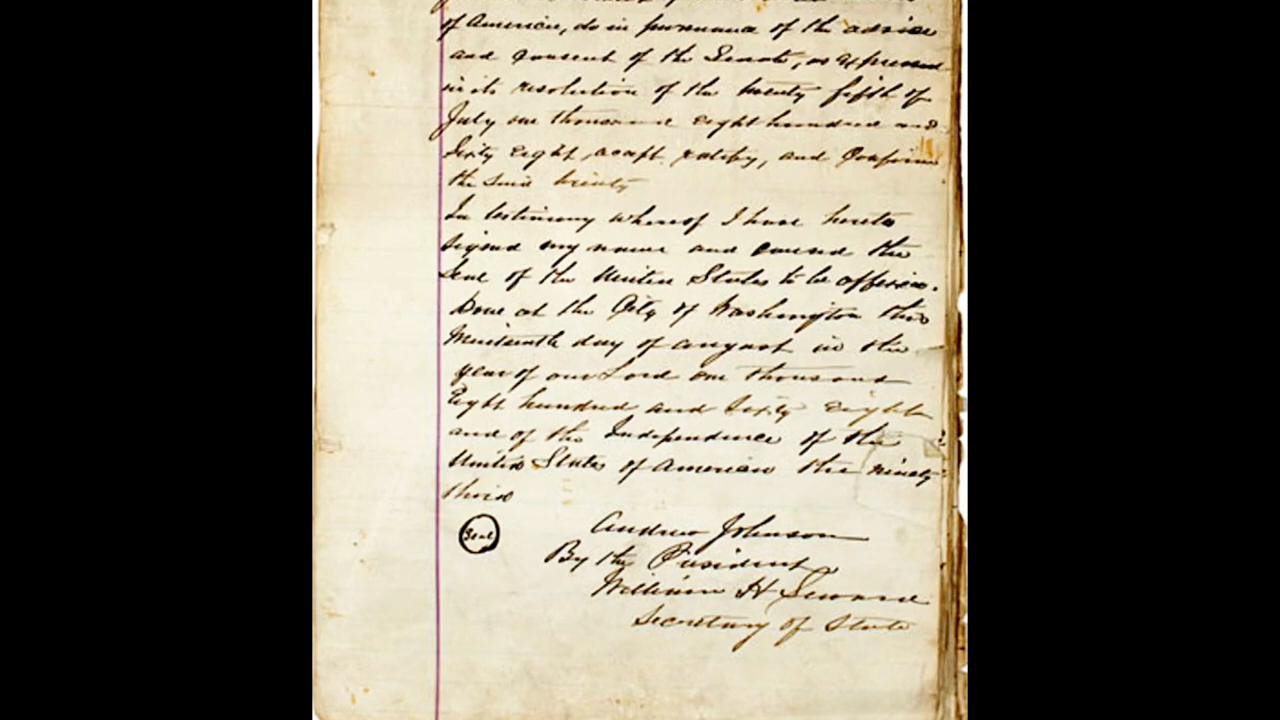 of America, do in pursuance of the advice
and consent of the Senate, as expressed
in its resolution of the twenty fifth of
July one thousand eight hundred and
Sixty Eight, accept ratify, and Confirm
the said treaty
In testimony whereof I have hereto
signed my name and caused the
Seal of the United States to be affixed.
Done at the City of Washington this
Nineteenth day of august in the
year of our Lord one thousand
Eight hundred and Sixty eight
and of the Independence of the
United States of America the ninety
third
Andrew Johnson
Seal
By the President
William H Seward
Secretary of State